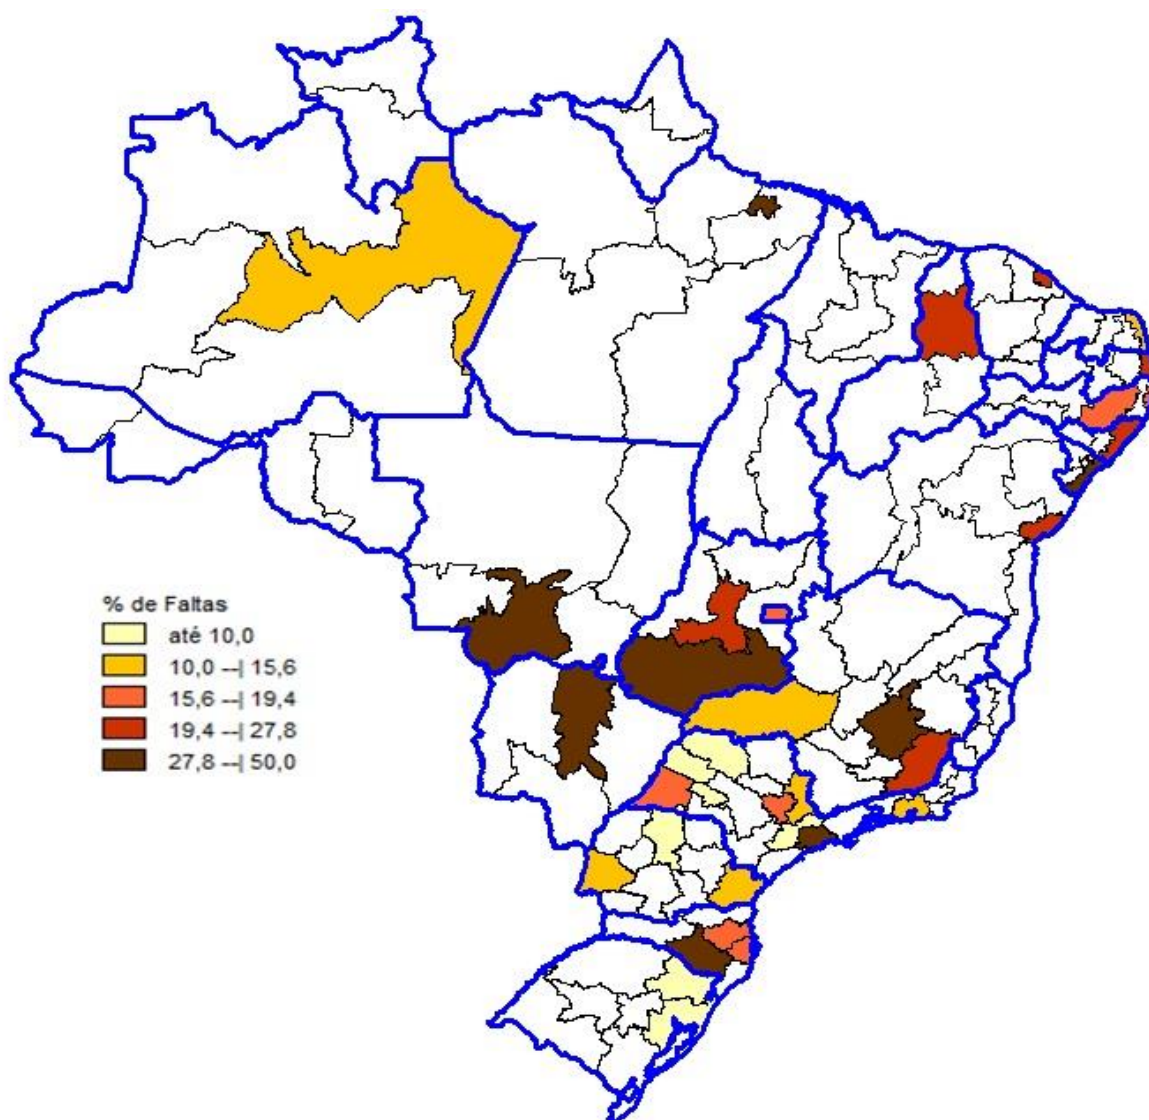 % de Faltas
até 10,0
10,0 --| 15,6
15,6 --| 19,4
19,4 --| 27,8
27,8 --| 50,0